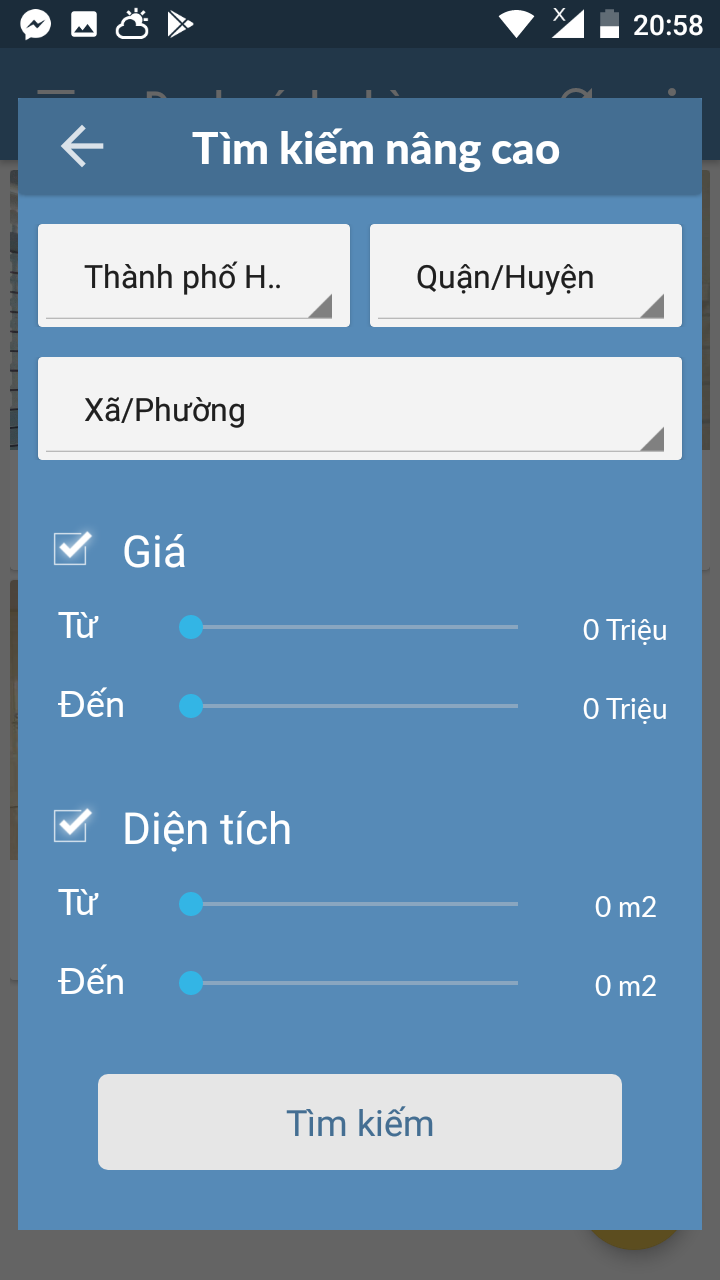 20:58
Tìm kiếm nâng cao
Thành phố H..
Quận/Huyện
Xã/Phường
Giá
Từ
0 Triệu
Đến
0 Triệu
Diện tích
Từ
0 m2
Đến
0 m2
Tìm kiếm